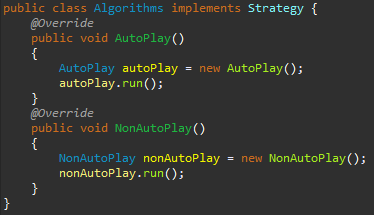 public class Algorithms implements Strategy {
    @Override
    public void AutoPlay()
    {
        AutoPlay autoPlay = new AutoPlay();
        autoPlay.run();
    }
    @Override
    public void NonAutoPlay()
    {
        NonAutoPlay nonAutoPlay = new NonAutoPlay();
        nonAutoPlay.run();
    }
}